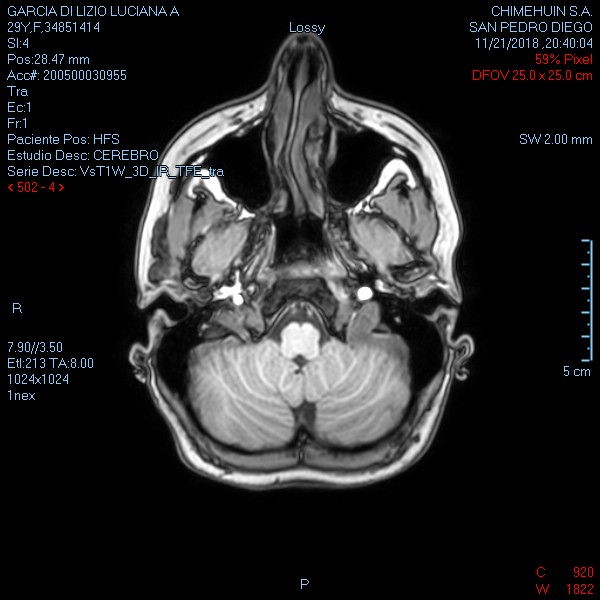 GARCIA DI LIZIO LUCIANA A
29Y,F,34851414
Sl:4
Pos:28.47 mm
Acc#: 200500030955
Tra
Ec:1
Fr:1
Paciente Pos: HFS
Estudio Desc: CEREBRO
Serie Desc: VsT1W_3D_IR_TFE_tra
< 502 - 4 >
Lossy
CHIMEHUIN S.A.
SAN PEDRO DIEGO
11/21/2018 ,20:40:04
59% Pixel
DFOV 25.0 x 25.0 cm
SW 2.00 mm
R
7.90//3.50
Etl:213 TA:8.00
1024x1024
1nex
5 cm
P
C 920
W 1822